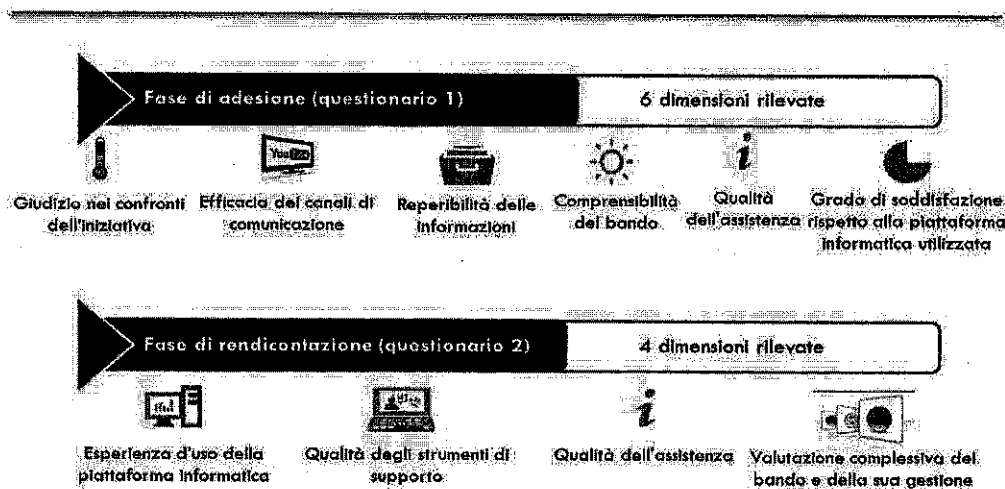 Fase di adesione (questionario 1)
6 dimensioni rilevate
You
Giudizio nei confronti
dell'iniziativa
Efficacia dei canali di
comunicazione
Reperibilità delle
informazioni
Comprensibilità
del bando
Qualità
dell'assistenza
Grado di soddisfazione
rispetto alla piattaforma
informatica utilizzata
Fase di rendicontazione (questionario 2)
4 dimensioni rilevate
Esperienza d'uso della
piattaforma informatica
Qualità degli strumenti di
supporto
Qualità dell'assistenza
Valutazione complessiva del
bando e della sua gestione